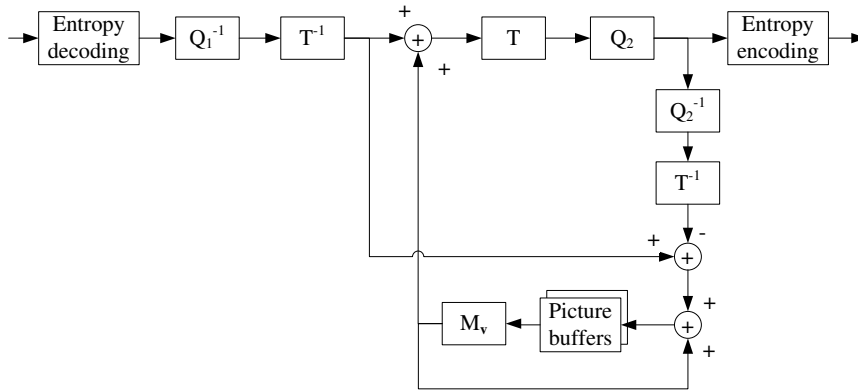 +
Entropy decoding
Q₁⁻¹
T⁻¹
+
T
Q₂
Entropy encoding
+
Q₂⁻¹
T⁻¹
-
+
+
+
Mᵥ
Picture buffers
+
+